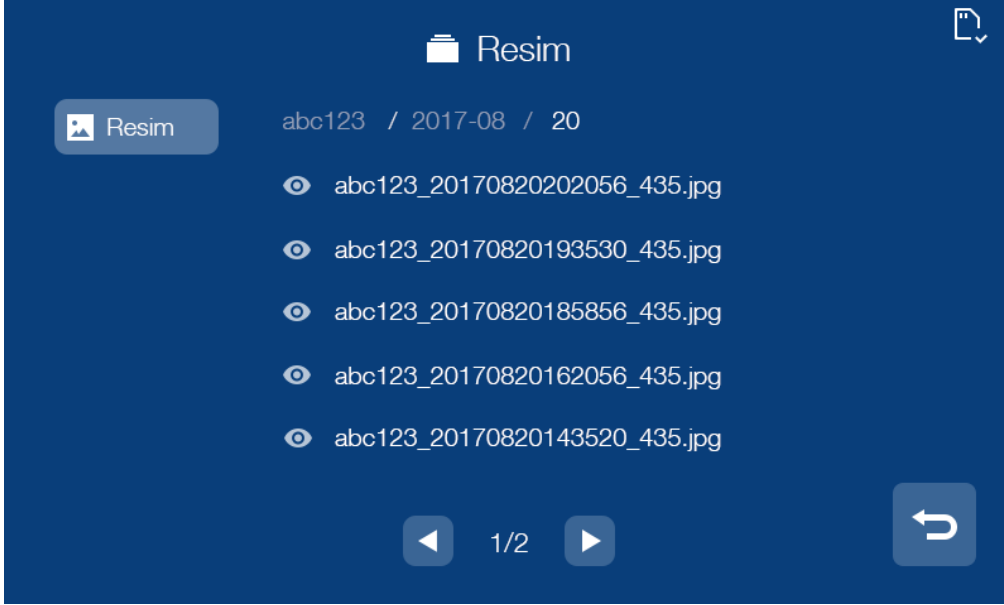 Resim
Resim
abc123 / 2017-08 / 20
abc123_20170820202056_435.jpg
abc123_20170820193530_435.jpg
abc123_20170820185856_435.jpg
abc123_20170820162056_435.jpg
abc123_20170820143520_435.jpg
1/2